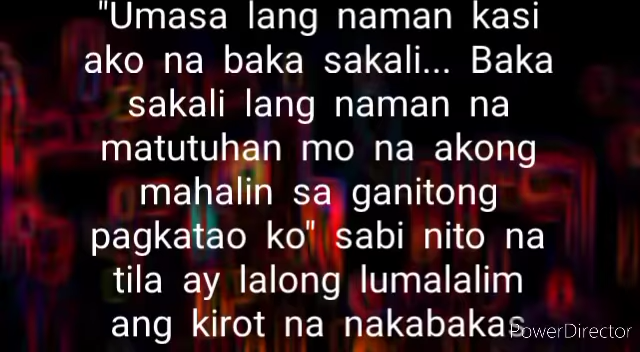 "Umasa lang naman kasi
ako na baka sakali... Baka
sakali lang naman na
matutuhan mo na akong
mahalin sa ganitong
pagkatao ko" sabi nito na
tila ay lalong lumalalim
ang kirot na nakabakas
PowerDirector